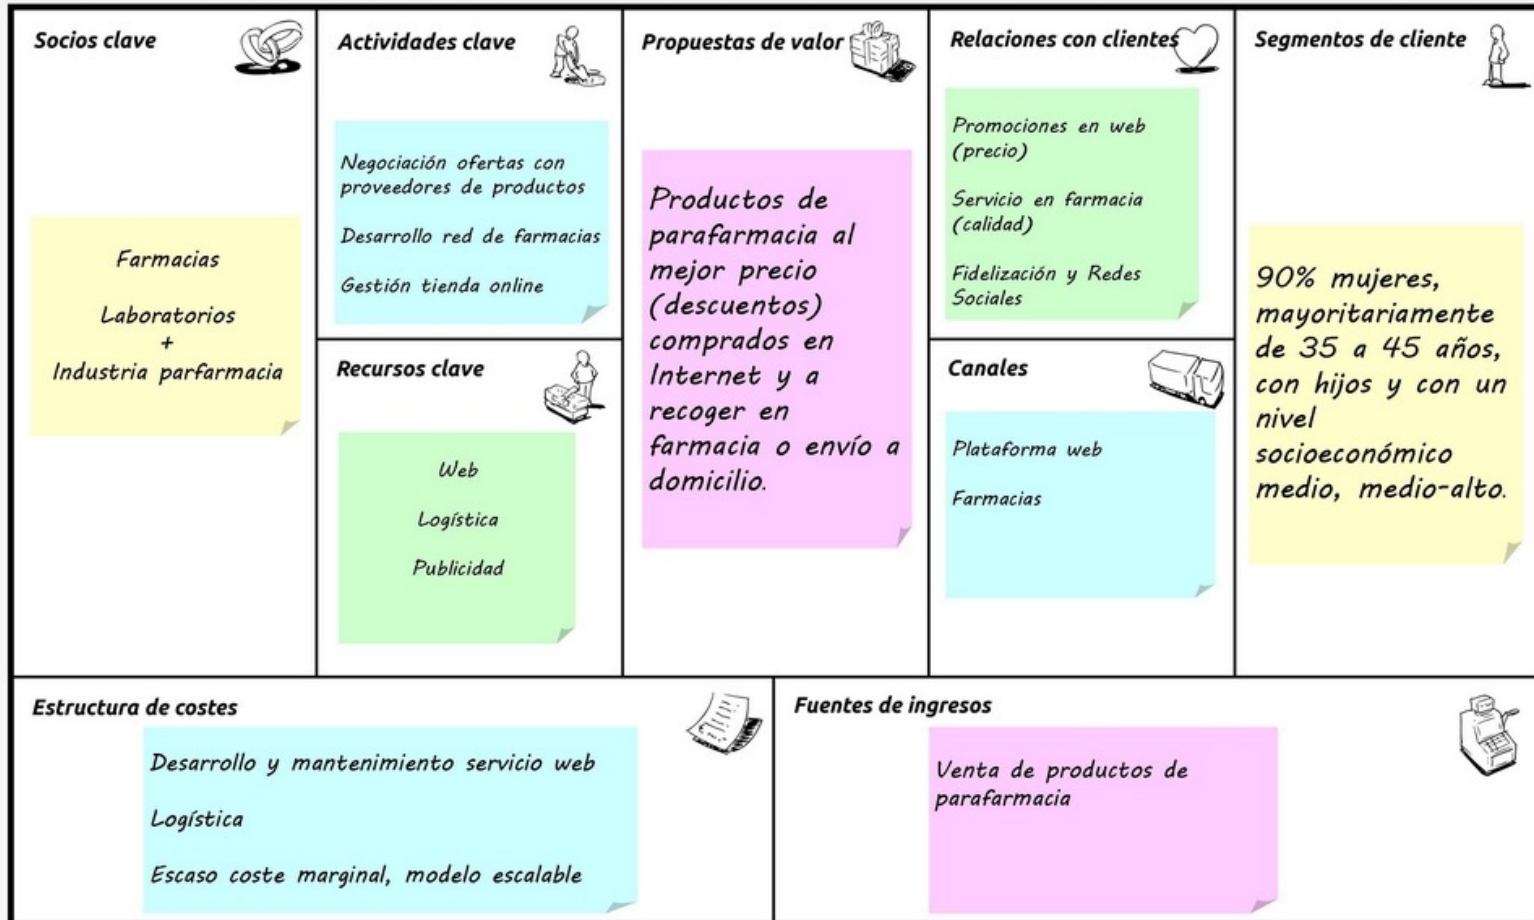 Socios clave
Farmacias
Laboratorios
+
Industria parfarmacia
Actividades clave
Negociación ofertas con
proveedores de productos
Desarrollo red de farmacias
Gestión tienda online
Recursos clave
Web
Logística
Publicidad
Propuestas de valor
Productos de
parafarmacia al
mejor precio
(descuentos)
comprados en
Internet y a
recoger en
farmacia o envío a
domicilio.
Relaciones con clientes
Promociones en web
(precio)
Servicio en farmacia
(calidad)
Fidelización y Redes
Sociales
Canales
Plataforma web
Farmacias
Segmentos de cliente
90% mujeres,
mayoritariamente
de 35 a 45 años,
con hijos y con un
nivel
socioeconómico
medio, medio-alto.
Estructura de costes
Desarrollo y mantenimiento servicio web
Logística
Escaso coste marginal, modelo escalable
Fuentes de ingresos
Venta de productos de
parafarmacia